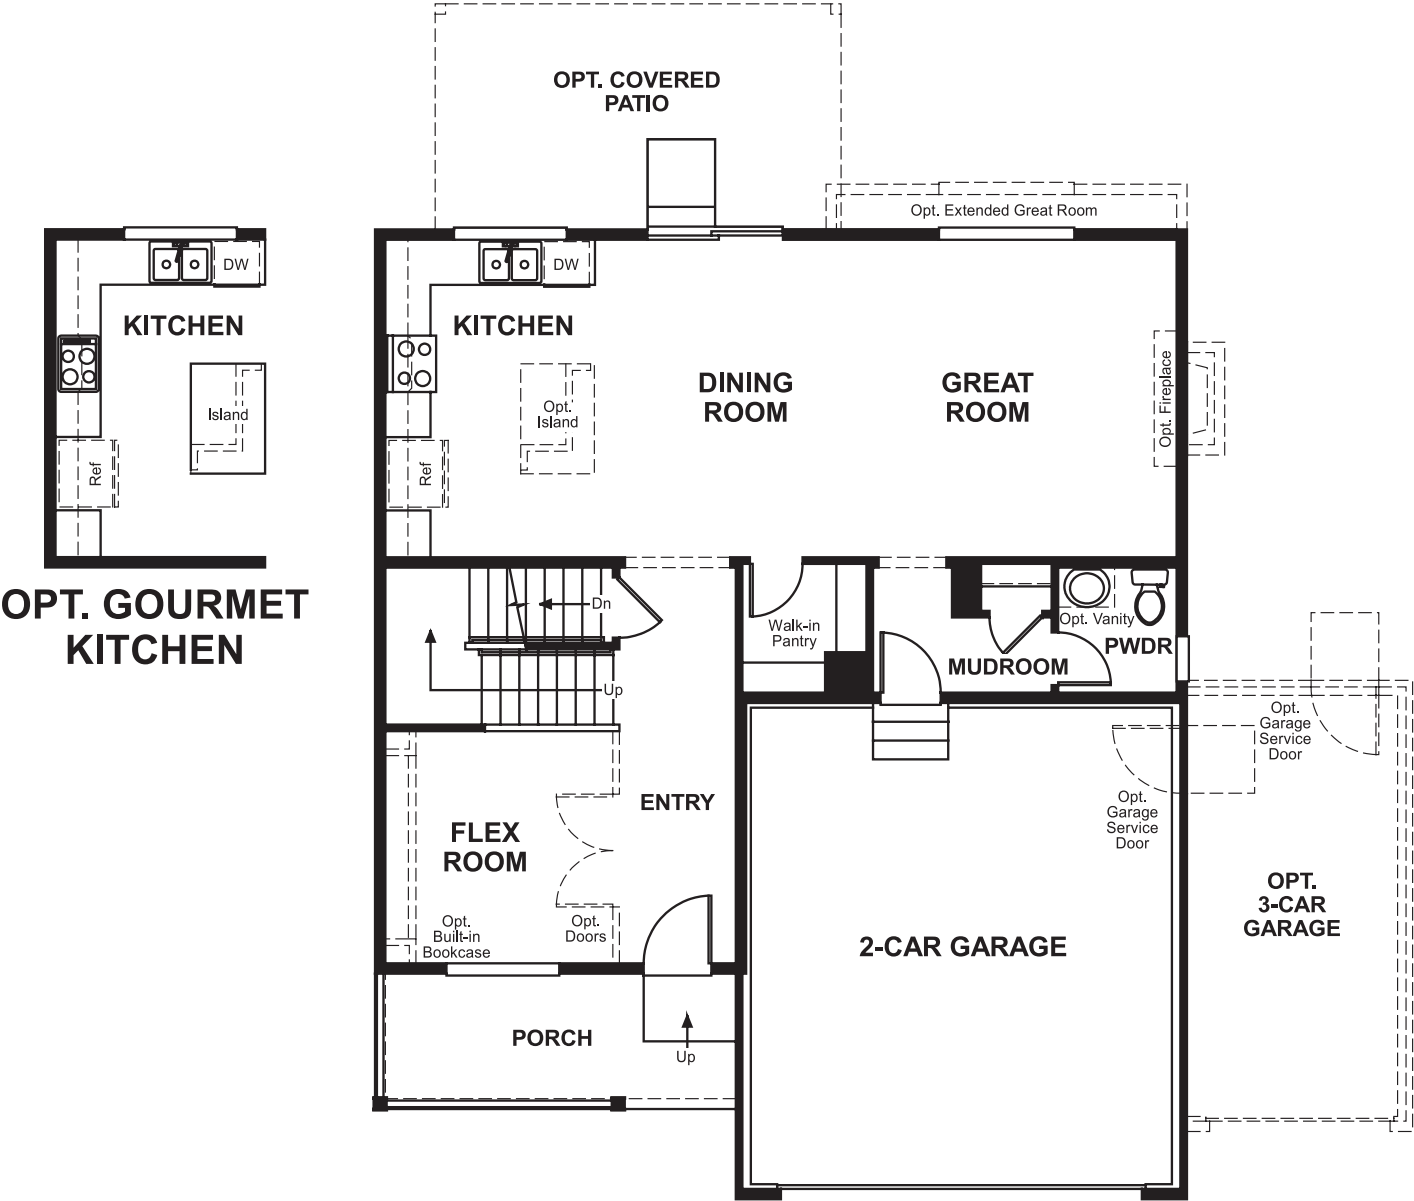 OPT. COVERED
PATIO
Opt. Extended Great Room
DW
KITCHEN
Island
Ref
OPT. GOURMET
KITCHEN
DW
KITCHEN
Opt.
Island
Ref
DINING
ROOM
GREAT
ROOM
Opt. Fireplace
Dn
Up
Walk-in
Pantry
Opt. Vanity
PWDR
MUDROOM
Opt.
Garage
Service
Door
Opt.
Garage
Service
Door
ENTRY
FLEX
ROOM
Opt.
Built-in
Bookcase
Opt.
Doors
2-CAR GARAGE
OPT.
3-CAR
GARAGE
PORCH
Up